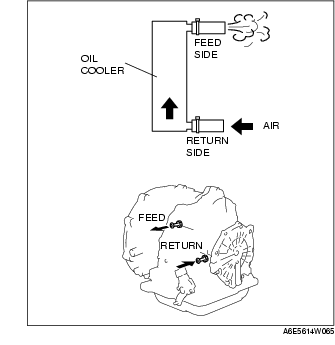 FEED
SIDE
OIL
COOLER
AIR
RETURN
SIDE
FEED
RETURN
A6E5614W065